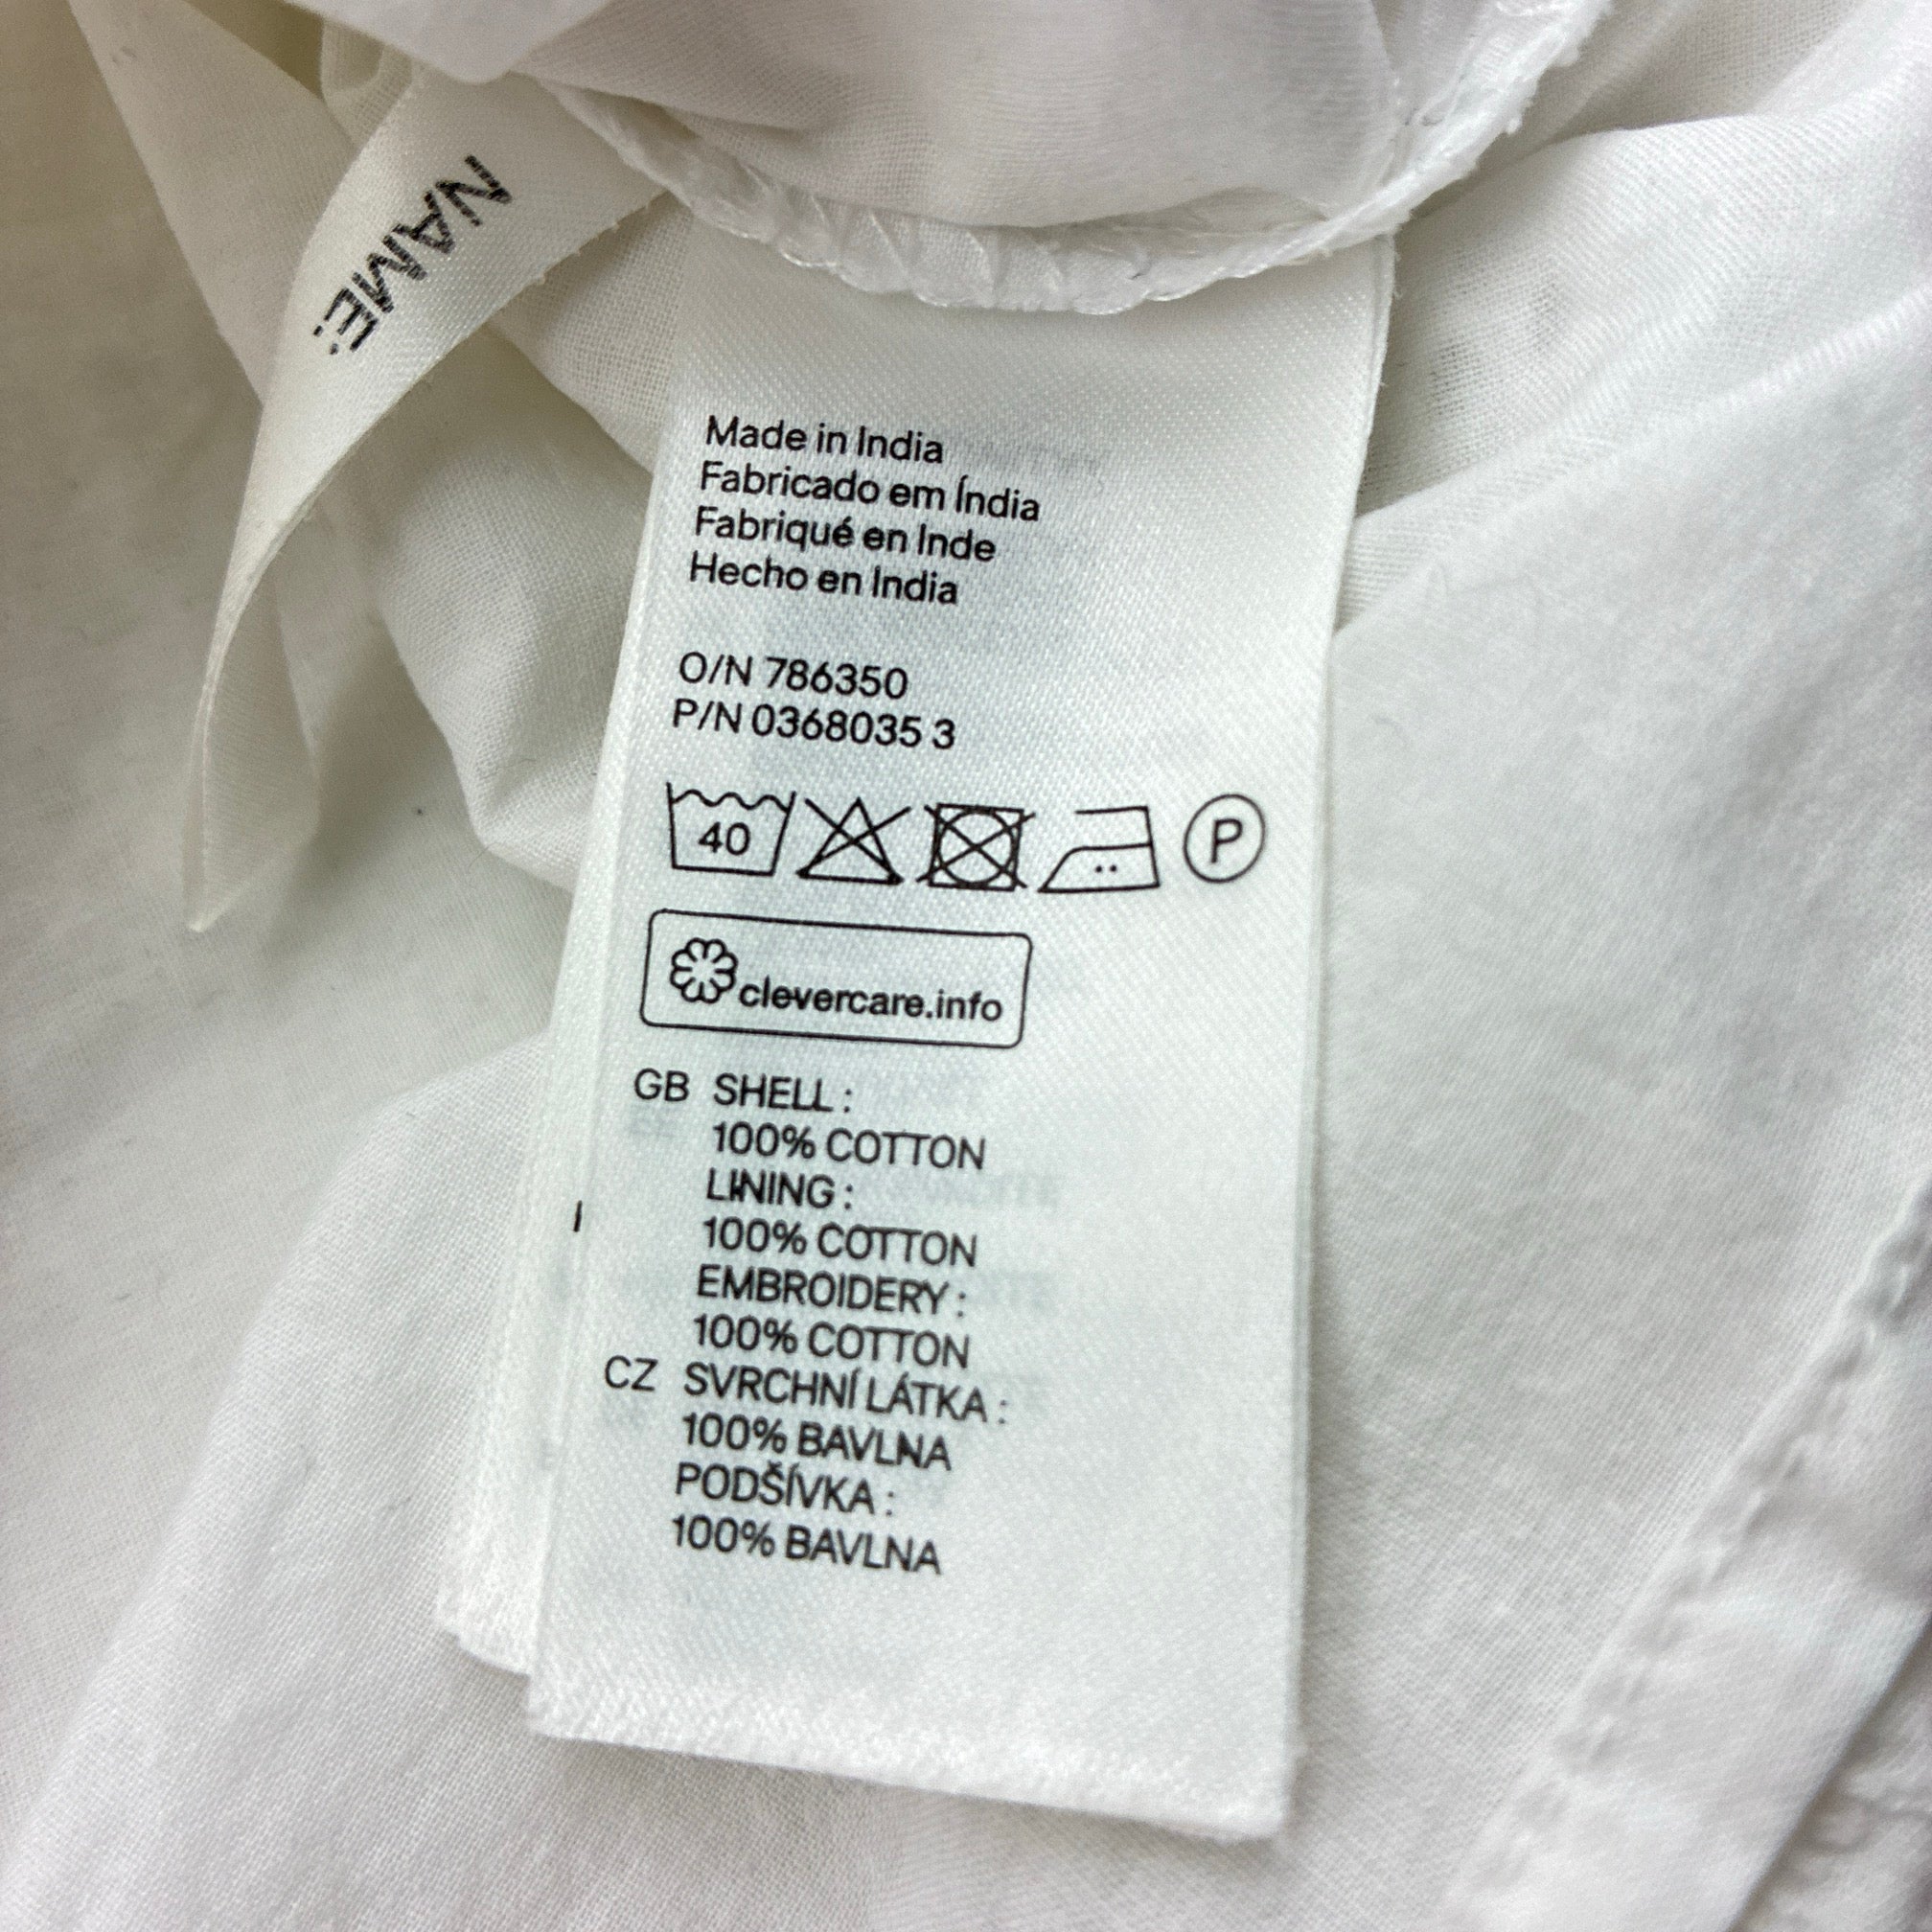 NAME:
Made in India
Fabricado em Índia
Fabriqué en Inde
Hecho en India
O/N 786350
P/N 0368035 3
40
P
clevercare.info
GB SHELL :
100% COTTON
LINING :
100% COTTON
EMBROIDERY :
100% COTTON
CZ SVRCHNÍ LÁTKA :
100% BAVLNA
PODŠÍVKA :
100% BAVLNA